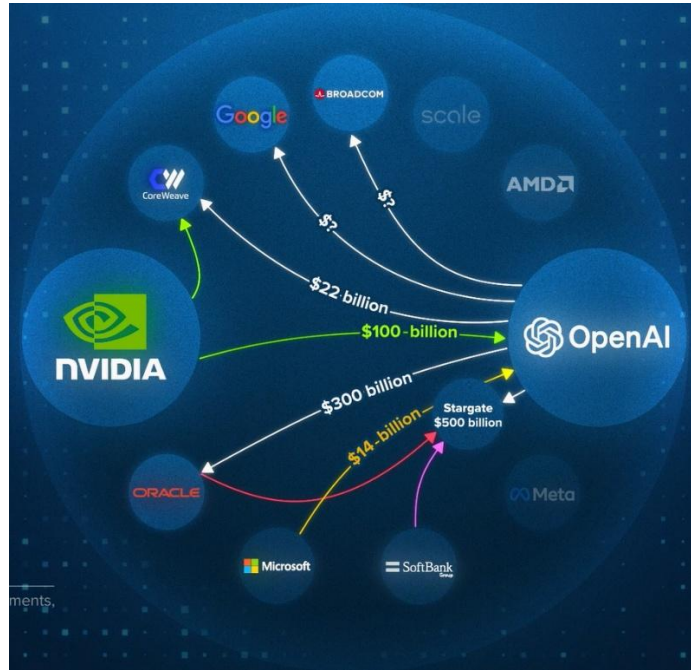 BROADCOM
Google
scale
AMD
CoreWeave
$?
$?
$22 billion
$100-billion
NVIDIA
OpenAI
$300 billion
Stargate
$500 billion
$14-billion
ORACLE
Meta
Microsoft
SoftBank
Group
ments,